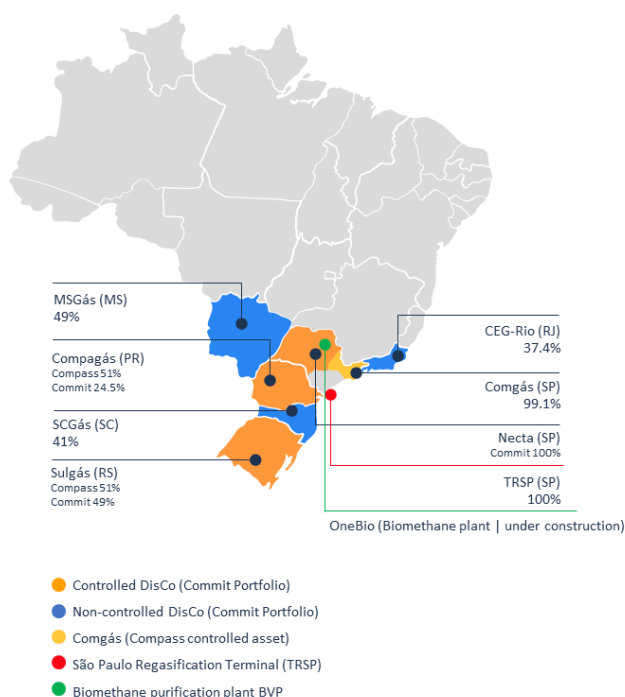 MSGás (MS)
49%
Compagás (PR)
Compass 51%
Commit 24.5%
SCGás (SC)
41%
Sulgás (RS)
Compass 51%
Commit 49%
CEG-Rio (RJ)
37.4%
Comgás (SP)
99.1%
Necta (SP)
Commit 100%
TRSP (SP)
100%
OneBio (Biomethane plant | under construction)
Controlled DisCo (Commit Portfolio)
Non-controlled DisCo (Commit Portfolio)
Comgás (Compass controlled asset)
São Paulo Regasification Terminal (TRSP)
Biomethane purification plant BVP